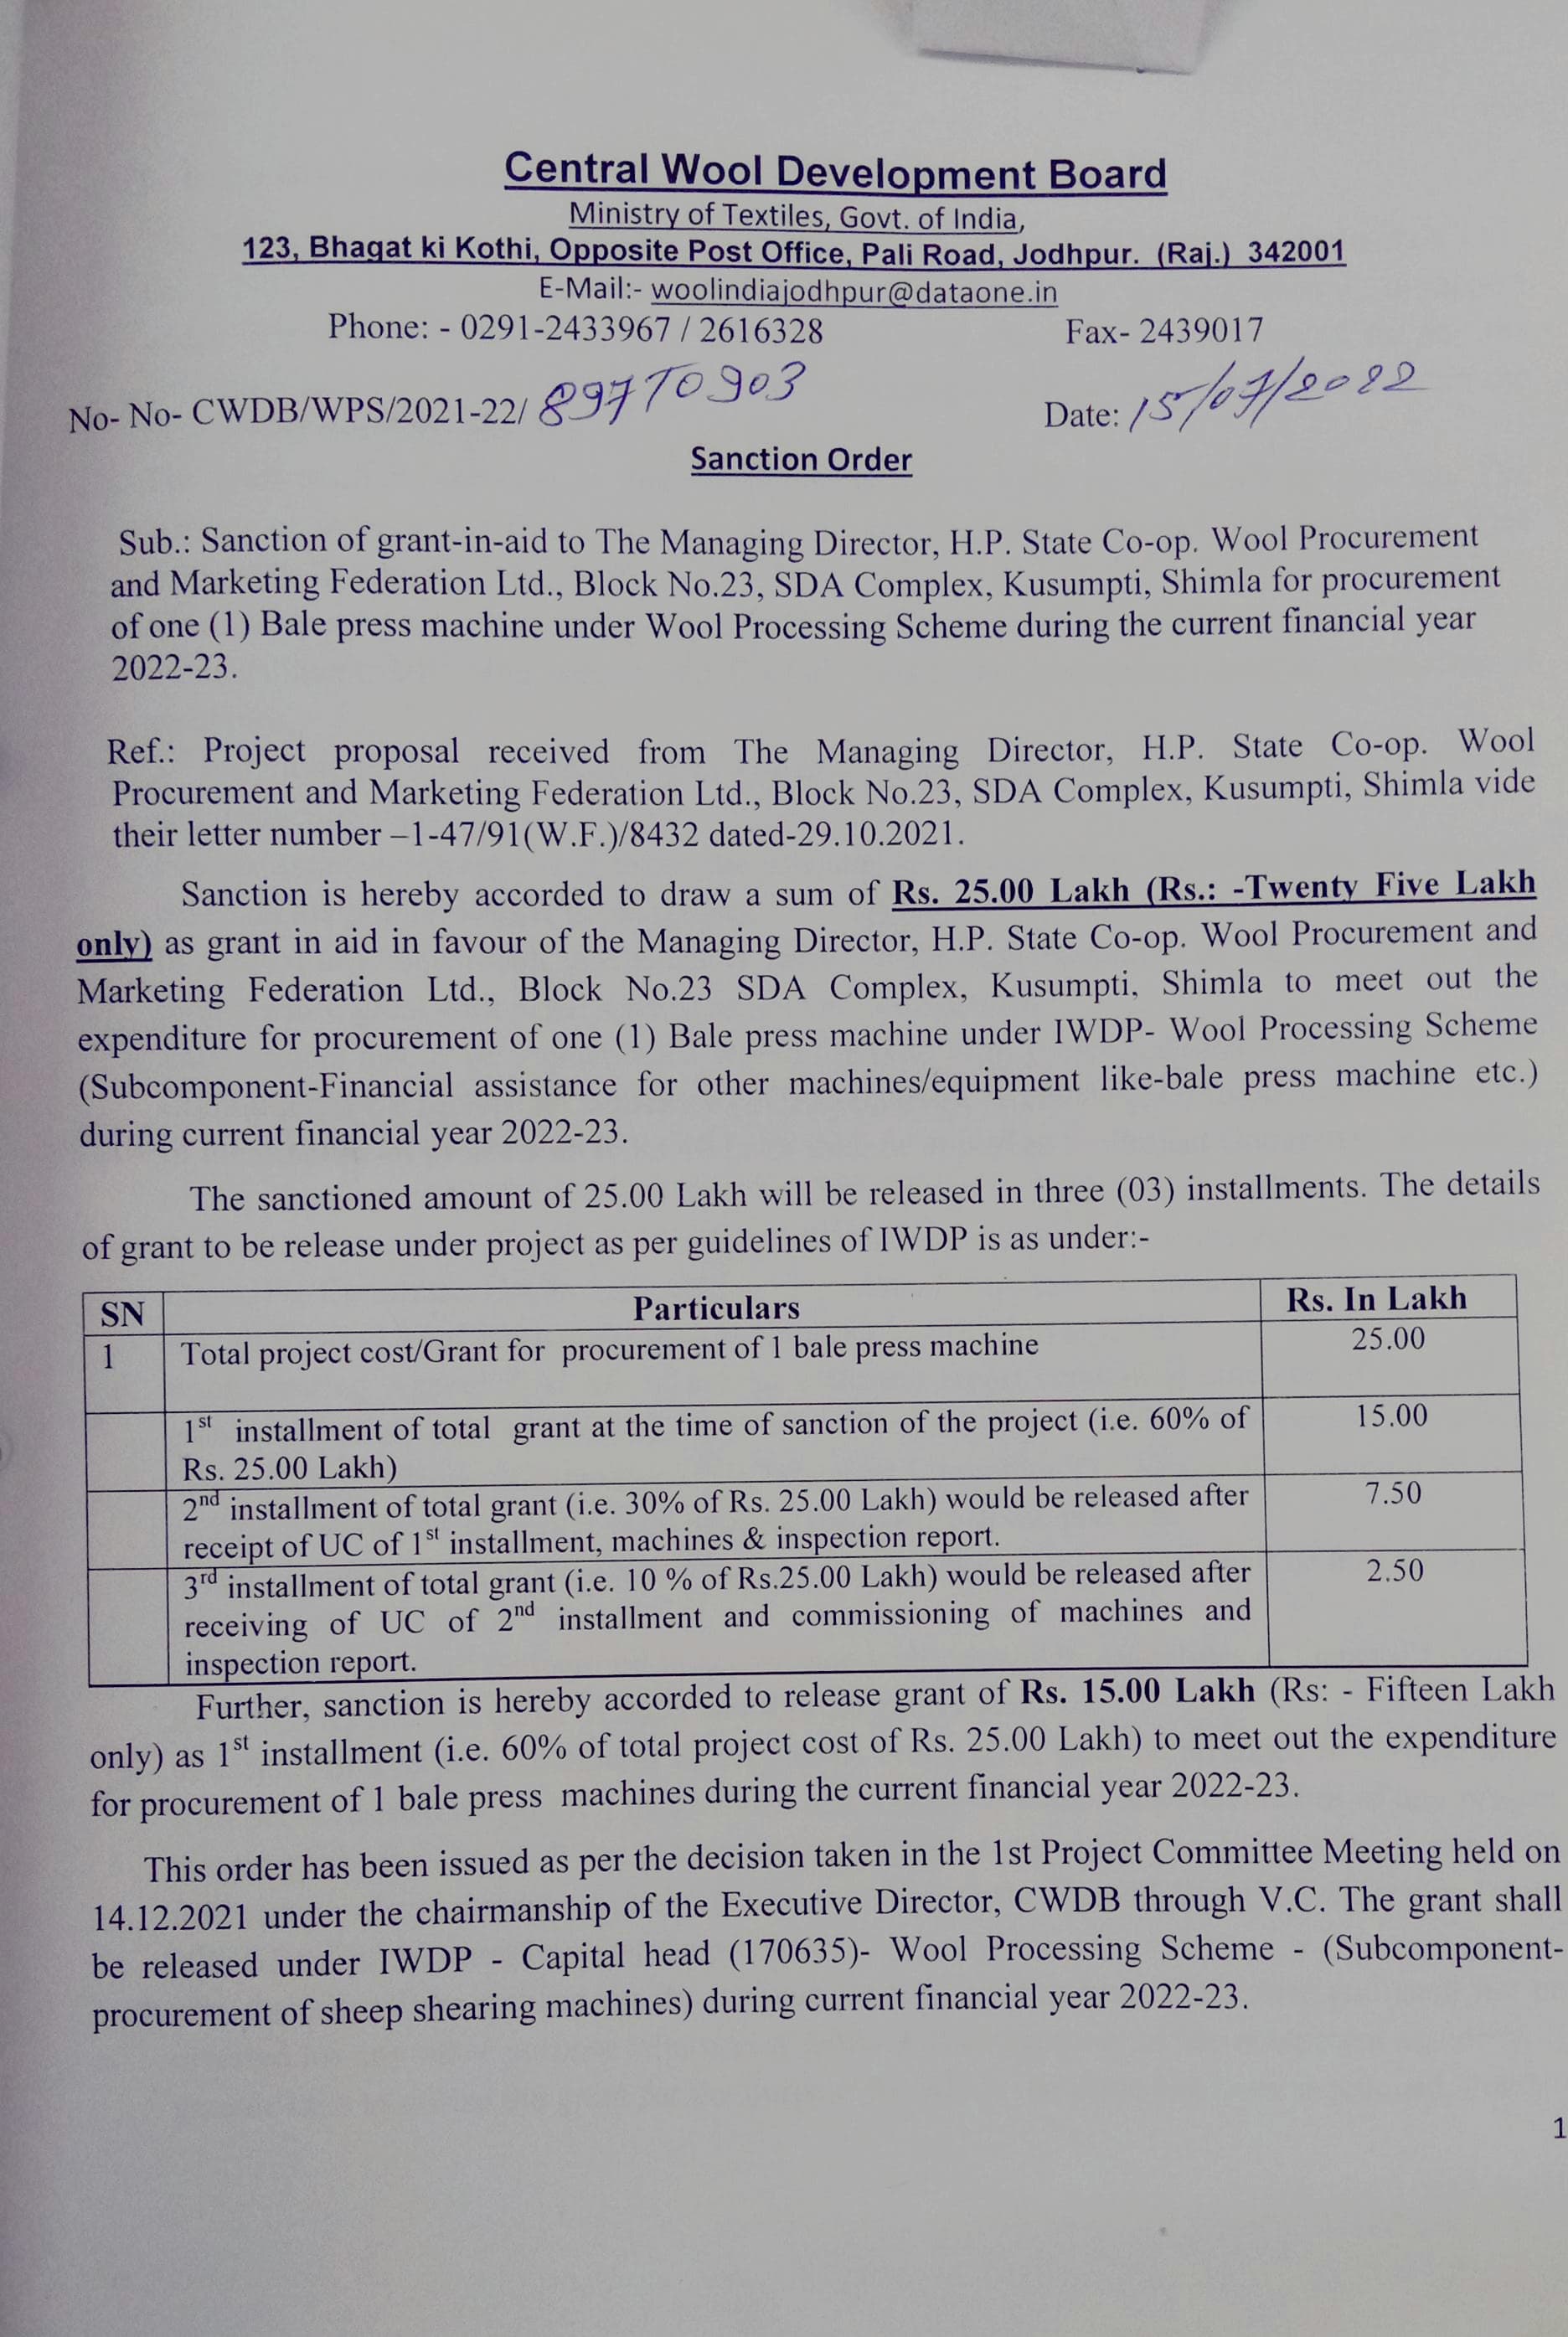 Central Wool Development Board
Ministry of Textiles, Govt. of India,
123, Bhagat ki Kothi, Opposite Post Office, Pali Road, Jodhpur. (Raj.) 342001
E-Mail:- woolindiajodhpur@dataone.in
Phone: - 0291-2433967 / 2616328 Fax- 2439017
No- No- CWDB/WPS/2021-22/ 897 TO 903 Date: 15/07/2022
Sanction Order
Sub.: Sanction of grant-in-aid to The Managing Director, H.P. State Co-op. Wool Procurement
and Marketing Federation Ltd., Block No.23, SDA Complex, Kusumpti, Shimla for procurement
of one (1) Bale press machine under Wool Processing Scheme during the current financial year
2022-23.
Ref.: Project proposal received from The Managing Director, H.P. State Co-op. Wool
Procurement and Marketing Federation Ltd., Block No.23, SDA Complex, Kusumpti, Shimla vide
their letter number –1-47/91(W.F.)/8432 dated-29.10.2021.
Sanction is hereby accorded to draw a sum of Rs. 25.00 Lakh (Rs.: -Twenty Five Lakh
only) as grant in aid in favour of the Managing Director, H.P. State Co-op. Wool Procurement and
Marketing Federation Ltd., Block No.23 SDA Complex, Kusumpti, Shimla to meet out the
expenditure for procurement of one (1) Bale press machine under IWDP- Wool Processing Scheme
(Subcomponent-Financial assistance for other machines/equipment like-bale press machine etc.)
during current financial year 2022-23.
The sanctioned amount of 25.00 Lakh will be released in three (03) installments. The details
of grant to be release under project as per guidelines of IWDP is as under:-
SN Particulars Rs. In Lakh
1 Total project cost/Grant for procurement of 1 bale press machine 25.00
1st installment of total grant at the time of sanction of the project (i.e. 60% of 15.00
Rs. 25.00 Lakh)
2nd installment of total grant (i.e. 30% of Rs. 25.00 Lakh) would be released after 7.50
receipt of UC of 1st installment, machines & inspection report.
3rd installment of total grant (i.e. 10 % of Rs.25.00 Lakh) would be released after 2.50
receiving of UC of 2nd installment and commissioning of machines and
inspection report.
Further, sanction is hereby accorded to release grant of Rs. 15.00 Lakh (Rs: - Fifteen Lakh
only) as 1st installment (i.e. 60% of total project cost of Rs. 25.00 Lakh) to meet out the expenditure
for procurement of 1 bale press machines during the current financial year 2022-23.
This order has been issued as per the decision taken in the 1st Project Committee Meeting held on
14.12.2021 under the chairmanship of the Executive Director, CWDB through V.C. The grant shall
be released under IWDP - Capital head (170635)- Wool Processing Scheme - (Subcomponent-
procurement of sheep shearing machines) during current financial year 2022-23.
1